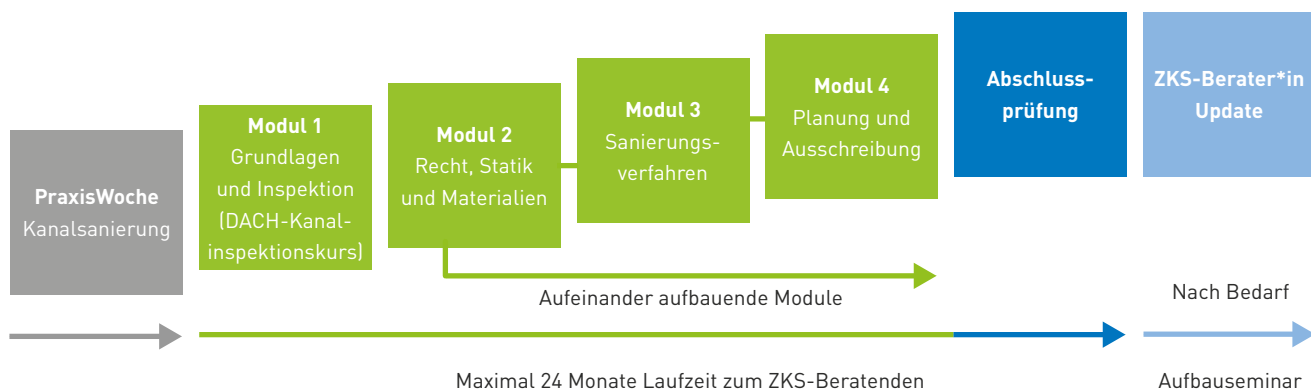 PraxisWoche
Kanalsanierung
Modul 1
Grundlagen
und Inspektion
(DACH-Kanal-
inspektionskurs)
Modul 2
Recht, Statik
und Materialien
Modul 3
Sanierungs-
verfahren
Modul 4
Planung und
Ausschreibung
Abschluss-
prüfung
ZKS-Berater*in
Update
Aufeinander aufbauende Module
Nach Bedarf
Maximal 24 Monate Laufzeit zum ZKS-Beratenden
Aufbauseminar